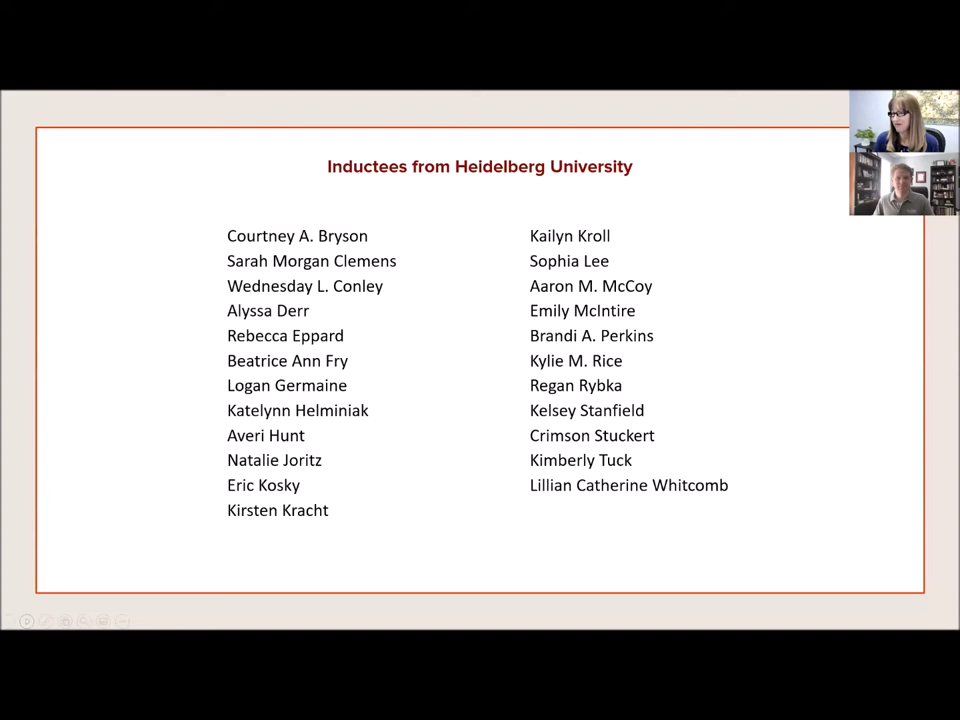 Inductees from Heidelberg University
Courtney A. Bryson
Sarah Morgan Clemens
Wednesday L. Conley
Alyssa Derr
Rebecca Eppard
Beatrice Ann Fry
Logan Germaine
Katelynn Helminiak
Averi Hunt
Natalie Joritz
Eric Kosky
Kirsten Kracht
Kailyn Kroll
Sophia Lee
Aaron M. McCoy
Emily McIntire
Brandi A. Perkins
Kylie M. Rice
Regan Rybka
Kelsey Stanfield
Crimson Stuckert
Kimberly Tuck
Lillian Catherine Whitcomb